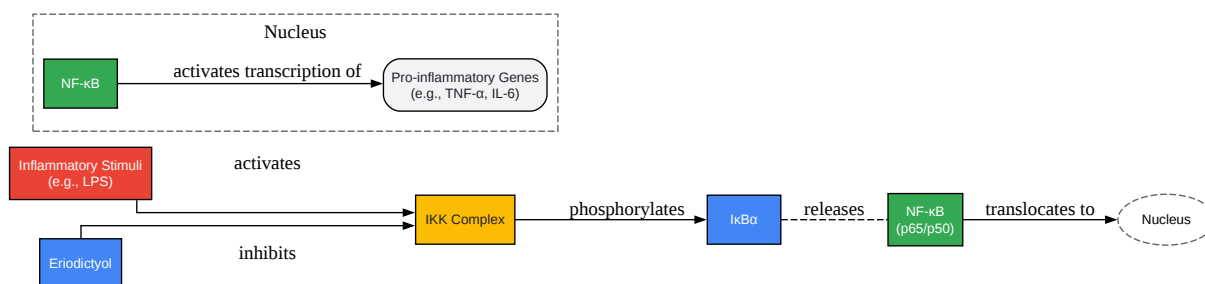 Nucleus
NF-κB
activates transcription of
Pro-inflammatory Genes
(e.g., TNF-α, IL-6)
Inflammatory Stimuli
(e.g., LPS)
activates
IKK Complex
phosphorylates
IκBα
releases
NF-κB
(p65/p50)
translocates to
Nucleus
Eriodictyol
inhibits